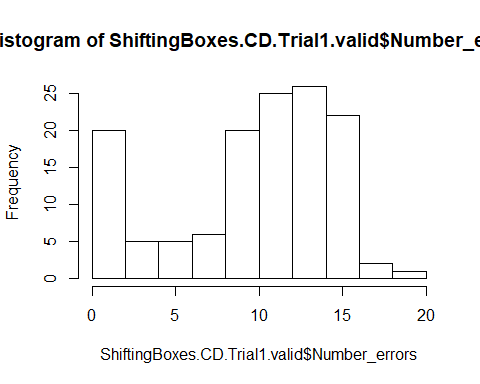 istogram of ShiftingBoxes.CD.Trial1.valid$Number_e
Frequency
25
20
15
10
5
0
0 5 10 15 20
ShiftingBoxes.CD.Trial1.valid$Number_errors